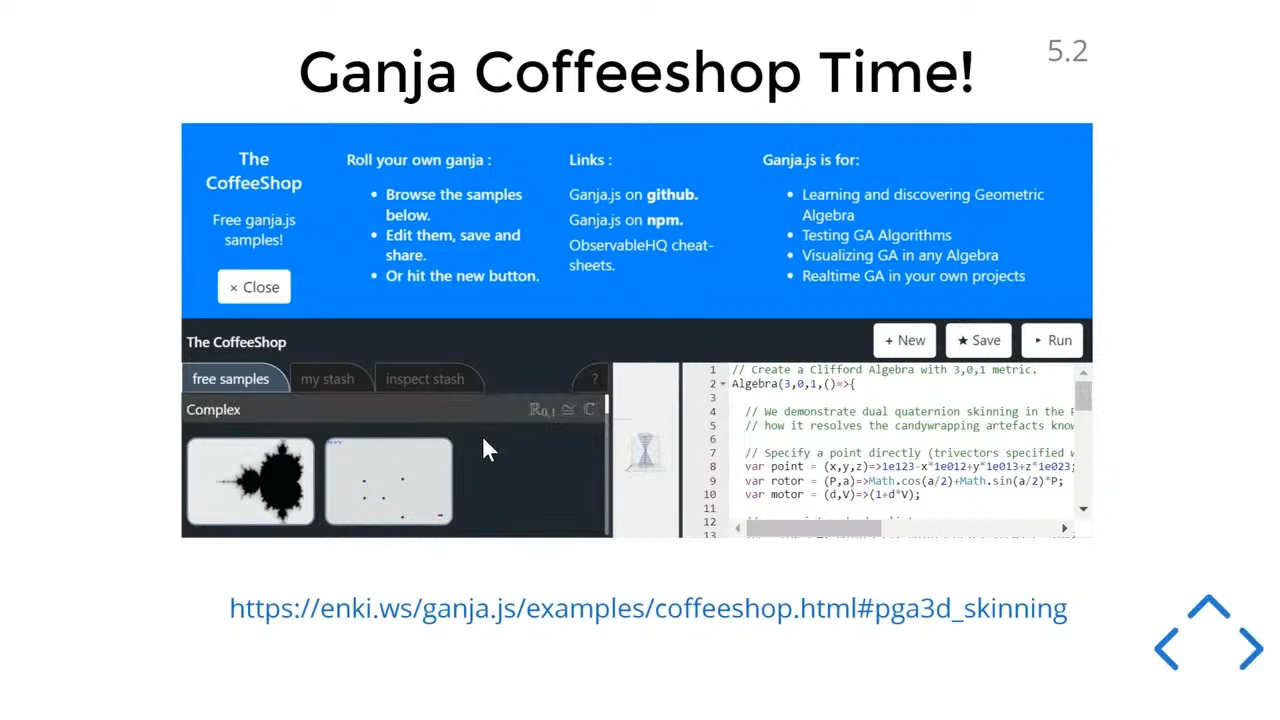 Ganja Coffeeshop Time!
5.2
The
CoffeeShop
Free ganja.js
samples!
× Close
Roll your own ganja :
• Browse the samples
below.
• Edit them, save and
share.
• Or hit the new button.
Links :
Ganja.js on github.
Ganja.js on npm.
ObservableHQ cheat-
sheets.
Ganja.js is for:
• Learning and discovering Geometric
Algebra
• Testing GA Algorithms
• Visualizing GA in any Algebra
• Realtime GA in your own projects
The CoffeeShop
+ New
★ Save
▸ Run
free samples
my stash
inspect stash
?
Complex
ℝ0,1 ≅ ℂ
1 // Create a Clifford Algebra with 3,0,1 metric.
2 Algebra(3,0,1,()=>{
3
4 // We demonstrate dual quaternion skinning in the
5 // how it resolves the candywrapping artefacts
6
7 // Specify a point directly (trivectors specified
8 var point = (x,y,z)=>1e123-x*1e012+y*1e013+z*1e023;
9 var rotor = (P,a)=>Math.cos(a/2)+Math.sin(a/2)*P;
10 var motor = (d,V)=>(1+d*V);
11
12
13
https://enki.ws/ganja.js/examples/coffeeshop.html#pga3d_skinning